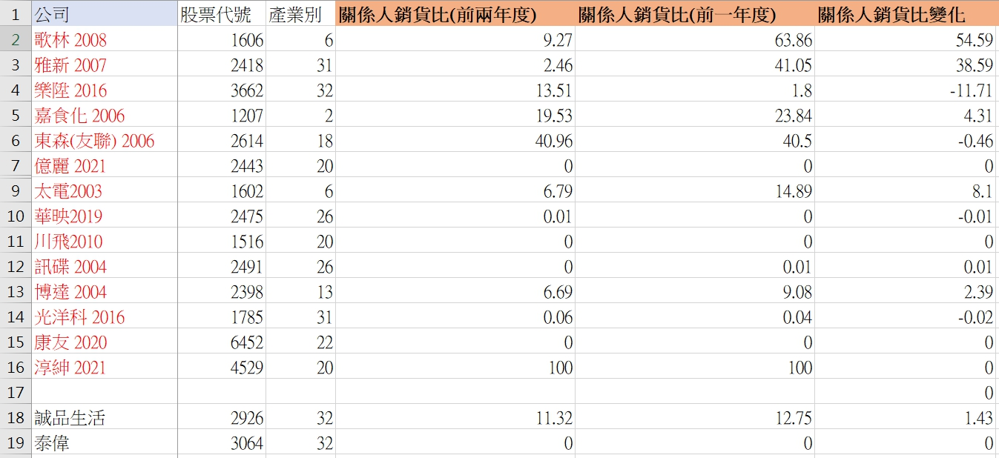 1 公司 股票代號 產業別 關係人銷貨比(前兩年度) 關係人銷貨比(前一年度) 關係人銷貨比變化
2 歌林 2008 1606 6 9.27 63.86 54.59
3 雅新 2007 2418 31 2.46 41.05 38.59
4 樂陞 2016 3662 32 13.51 1.8 -11.71
5 嘉食化 2006 1207 2 19.53 23.84 4.31
6 東森(友聯) 2006 2614 18 40.96 40.5 -0.46
7 億麗 2021 2443 20 0 0 0
9 太電2003 1602 6 6.79 14.89 8.1
10 華映2019 2475 26 0.01 0 -0.01
11 川飛2010 1516 20 0 0 0
12 訊碟 2004 2491 26 0 0.01 0.01
13 博達 2004 2398 13 6.69 9.08 2.39
14 光洋科 2016 1785 31 0.06 0.04 -0.02
15 康友 2020 6452 22 0 0 0
16 淳紳 2021 4529 20 100 100 0
17 0
18 誠品生活 2926 32 11.32 12.75 1.43
19 泰偉 3064 32 0 0 0